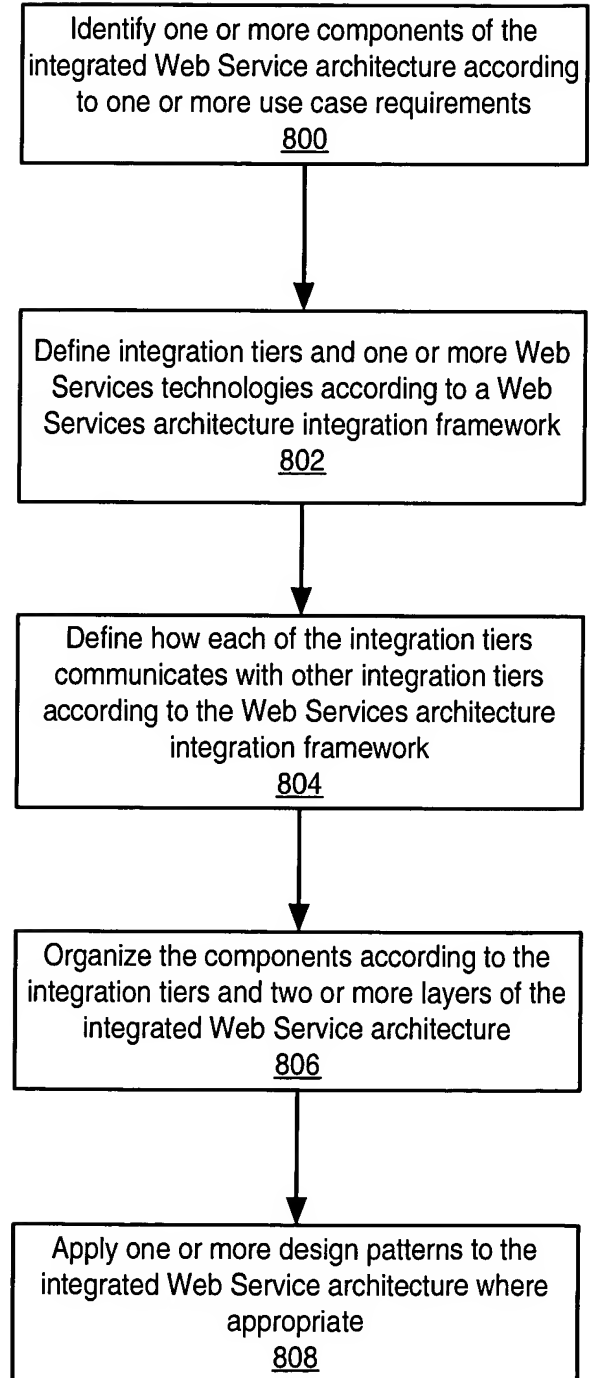 Identify one or more components of the
integrated Web Service architecture according
to one or more use case requirements
800
Define integration tiers and one or more Web
Services technologies according to a Web
Services architecture integration framework
802
Define how each of the integration tiers
communicates with other integration tiers
according to the Web Services architecture
integration framework
804
Organize the components according to the
integration tiers and two or more layers of the
integrated Web Service architecture
806
Apply one or more design patterns to the
integrated Web Service architecture where
appropriate
808